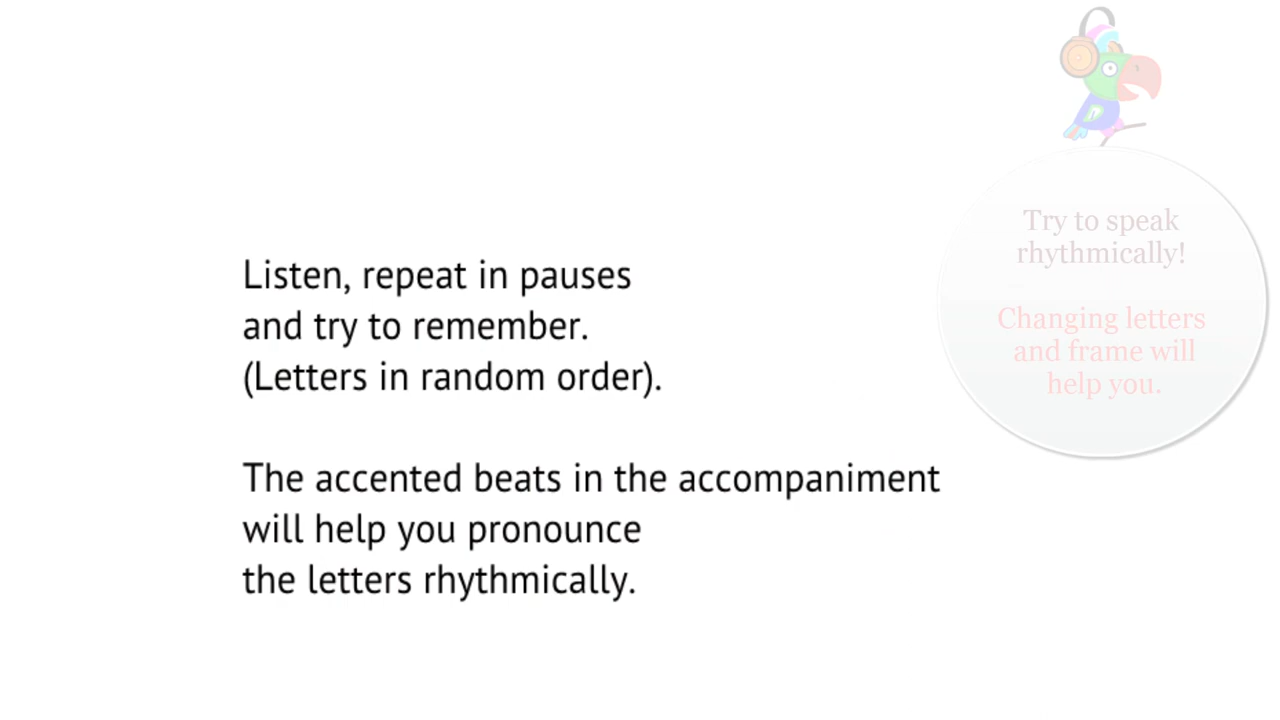 Listen, repeat in pauses
and try to remember.
(Letters in random order).
The accented beats in the accompaniment
will help you pronounce
the letters rhythmically.
Try to speak
rhythmically!
Changing letters
and frame will
help you.